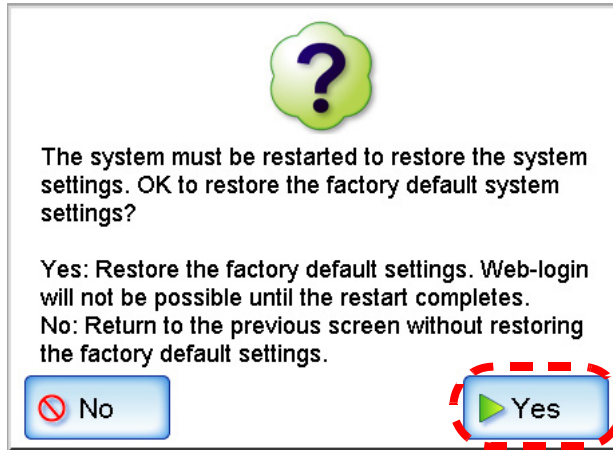 ?
The system must be restarted to restore the system
settings. OK to restore the factory default system
settings?
Yes: Restore the factory default settings. Web-login
will not be possible until the restart completes.
No: Return to the previous screen without restoring
the factory default settings.
No
Yes